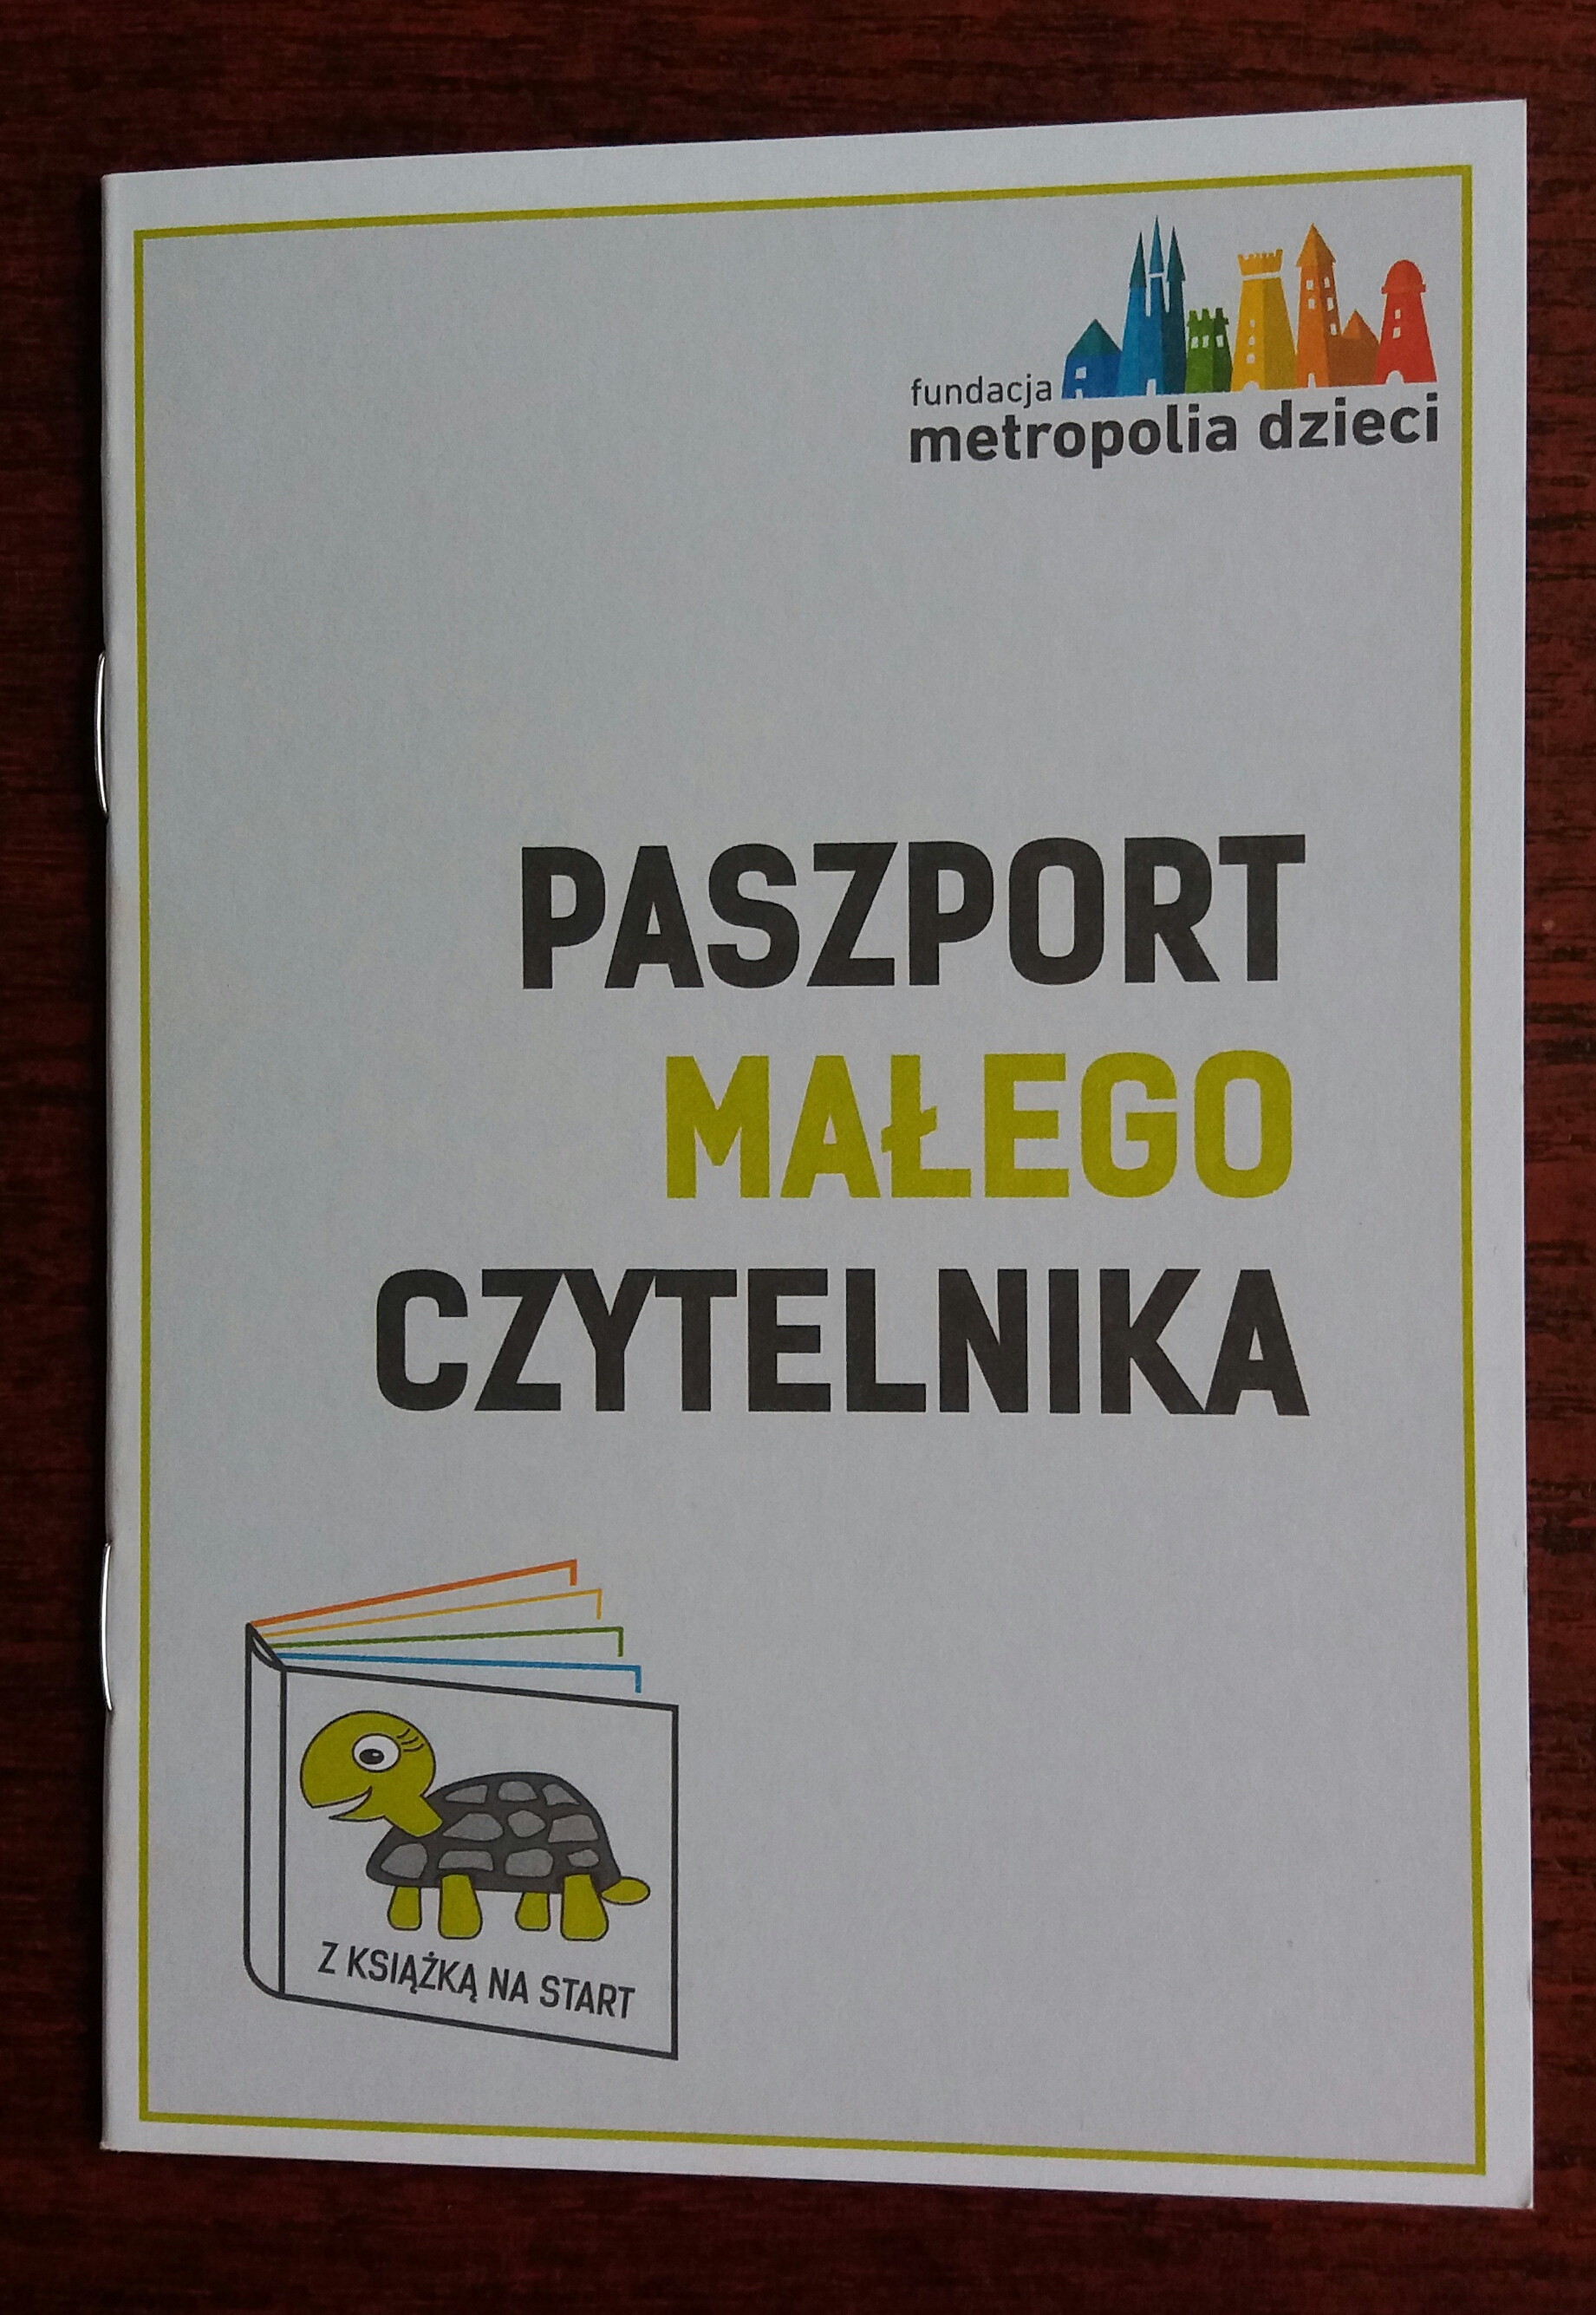 fundacja
metropolia dzieci
PASZPORT
MAŁEGO
CZYTELNIKA
Z KSIĄŻKĄ NA START